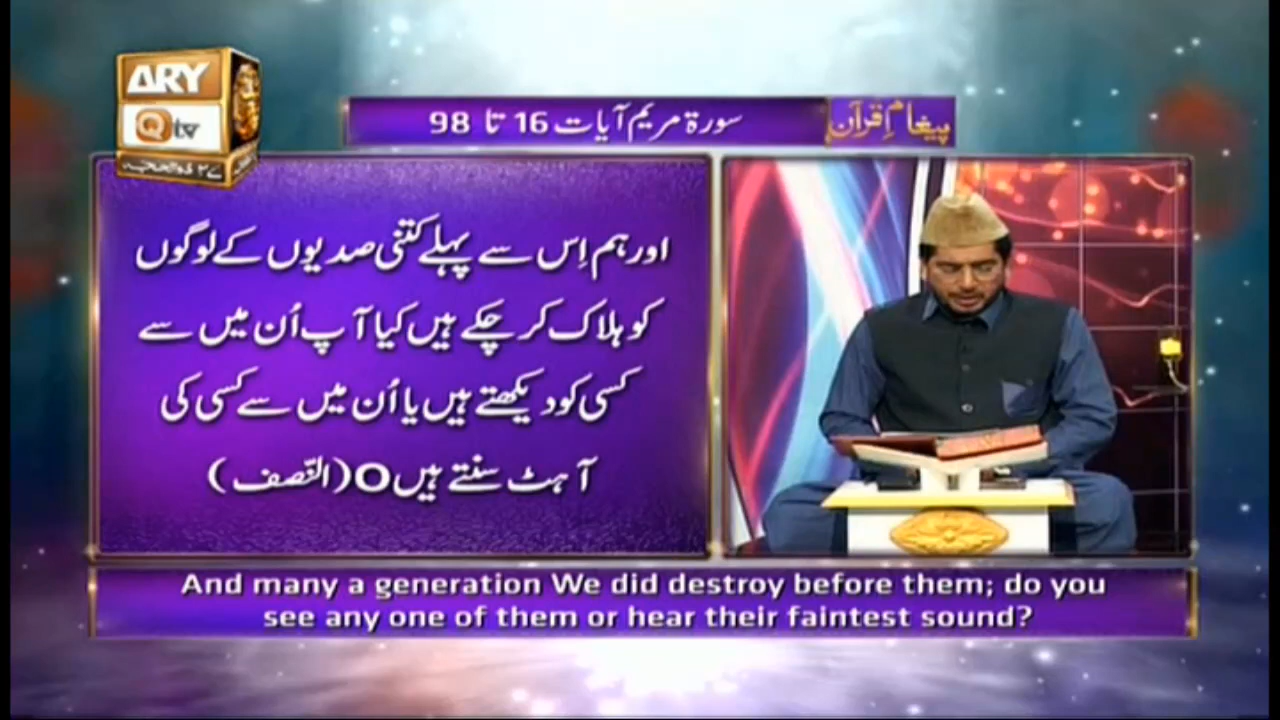 ARY
Qtv
پیغامِ قرآن
سورۃ مریم آیات 16 تا 98
اور ہم اِس سے پہلے کتنی صدیوں کے لوگوں
کو ہلاک کر چکے ہیں کیا آپ اُن میں سے
کسی کو دیکھتے ہیں یا اُن میں سے کسی کی
آہٹ سنتے ہیں O (النّصف)
And many a generation We did destroy before them; do you
see any one of them or hear their faintest sound?